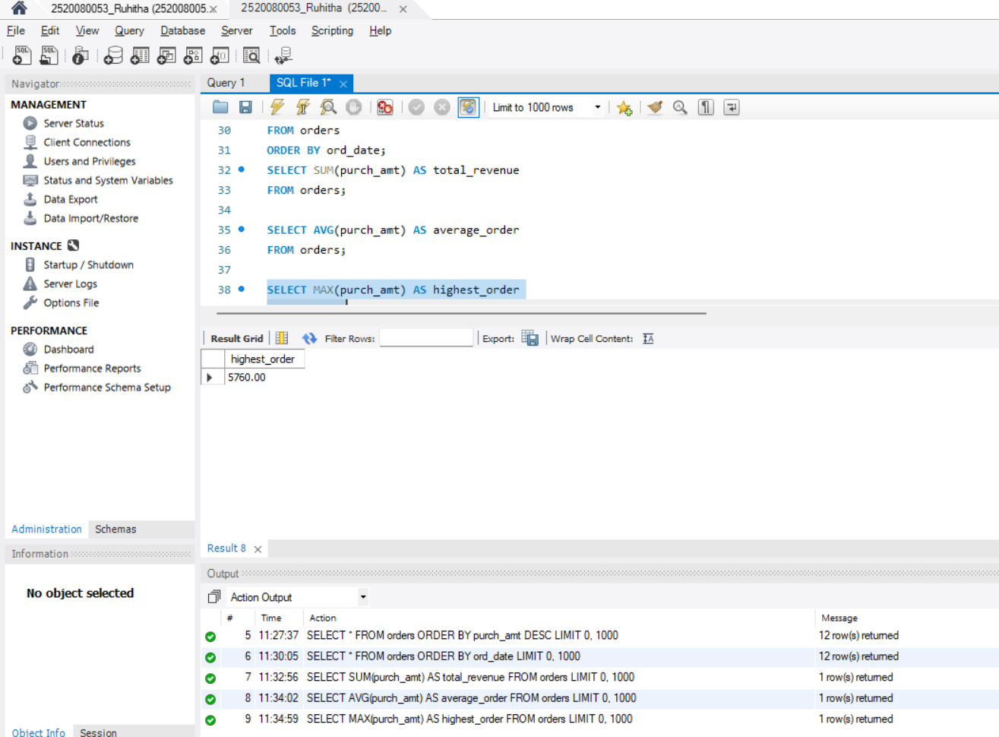 2520080053_Ruhitha (252008005. ×
2520080053_Ruhitha (25200... ×
File Edit View Query Database Server Tools Scripting Help
Navigator
MANAGEMENT
Server Status
Client Connections
Users and Privileges
Status and System Variables
Data Export
Data Import/Restore
INSTANCE
Startup / Shutdown
Server Logs
Options File
PERFORMANCE
Dashboard
Performance Reports
Performance Schema Setup
Administration Schemas
Information
No object selected
Object Info Session
Query 1 SQL File 1* ×
Limit to 1000 rows
30 FROM orders
31 ORDER BY ord_date;
32 SELECT SUM(purch_amt) AS total_revenue
33 FROM orders;
34
35 SELECT AVG(purch_amt) AS average_order
36 FROM orders;
37
38 SELECT MAX(purch_amt) AS highest_order
Result Grid Filter Rows: Export: Wrap Cell Content:
highest_order
5760.00
Result 8 ×
Output
Action Output
# Time Action Message
5 11:27:37 SELECT * FROM orders ORDER BY purch_amt DESC LIMIT 0, 1000 12 row(s) returned
6 11:30:05 SELECT * FROM orders ORDER BY ord_date LIMIT 0, 1000 12 row(s) returned
7 11:32:56 SELECT SUM(purch_amt) AS total_revenue FROM orders LIMIT 0, 1000 1 row(s) returned
8 11:34:02 SELECT AVG(purch_amt) AS average_order FROM orders LIMIT 0, 1000 1 row(s) returned
9 11:34:59 SELECT MAX(purch_amt) AS highest_order FROM orders LIMIT 0, 1000 1 row(s) returned